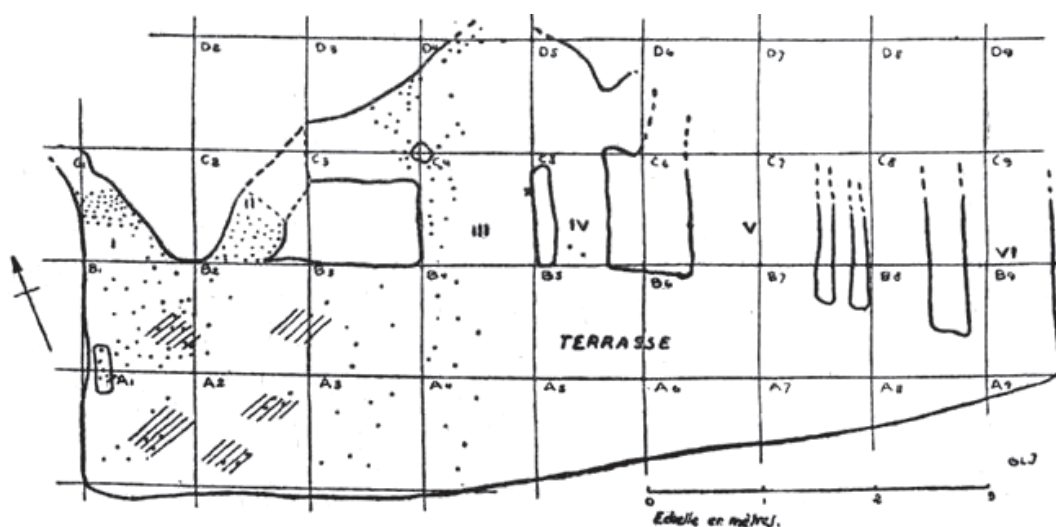 D2 D3 D4 D5 D6 D7 D8 D9
C1 C2 C3 C4 C5 C6 C7 C8 C9
I II III IV V VI
B1 B2 B3 B4 B5 B6 B7 B8 B9
TERRASSE
A1 A2 A3 A4 A5 A6 A7 A8 A9
GLJ
0 1 2 3
Echelle en mètres.